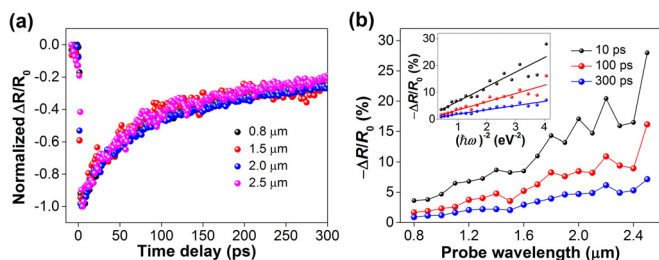 (a)
Normalized ΔR/R0
0.0
-0.2
-0.4
-0.6
-0.8
-1.0
0.8 μm
1.5 μm
2.0 μm
2.5 μm
0 50 100 150 200 250 300
Time delay (ps)
(b)
−ΔR/R0 (%)
35
30
25
20
15
10
5
0
−ΔR/R0 (%)
30
20
10
0
1 2 3 4
(ħω)-2 (eV-2)
10 ps
100 ps
300 ps
0.8 1.2 1.6 2.0 2.4
Probe wavelength (μm)